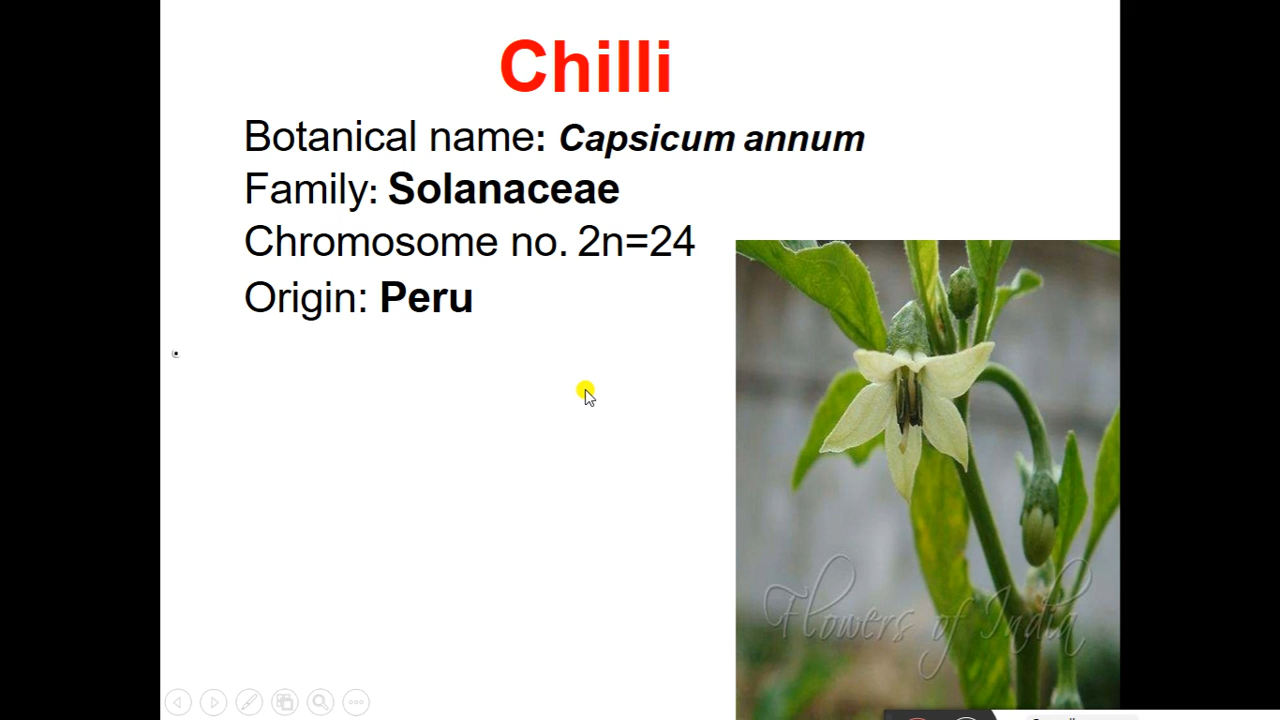 Chilli
Botanical name: Capsicum annum
Family: Solanaceae
Chromosome no. 2n=24
Origin: Peru
Flowers of India